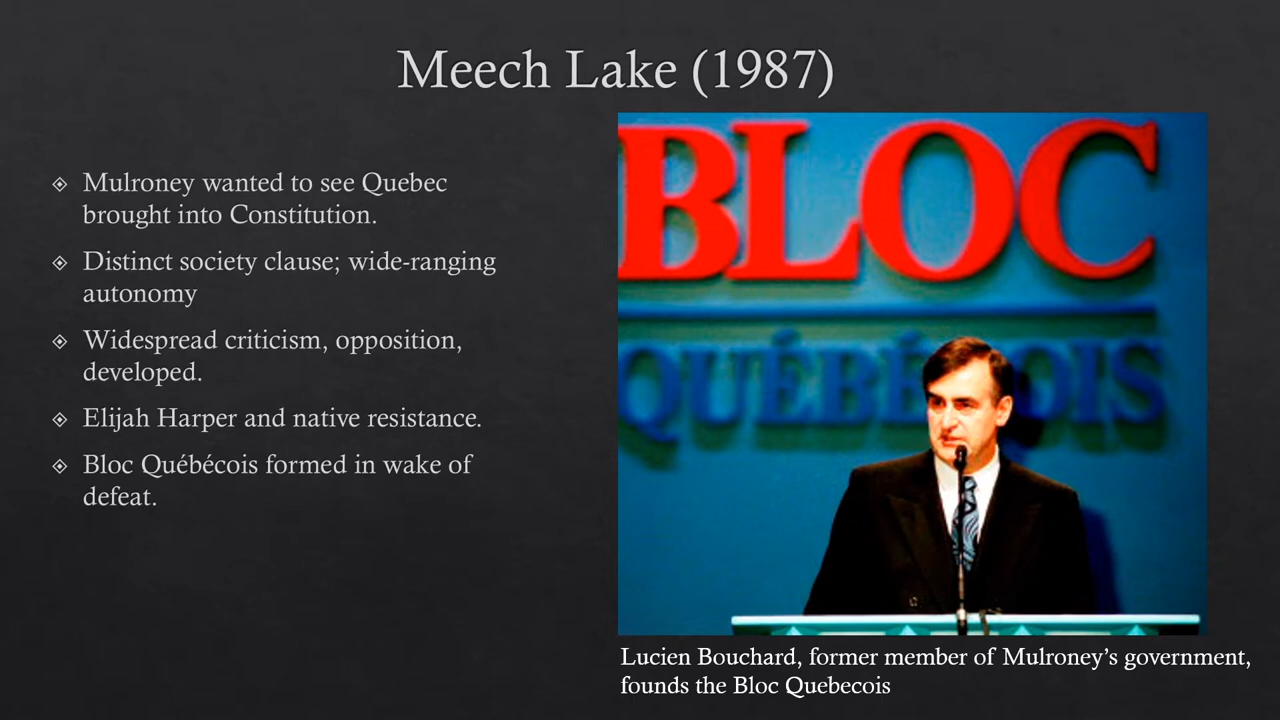 Meech Lake (1987)
Mulroney wanted to see Quebec
brought into Constitution.
Distinct society clause; wide-ranging
autonomy
Widespread criticism, opposition,
developed.
Elijah Harper and native resistance.
Bloc Québécois formed in wake of
defeat.
BLOC
QUÉBÉCOIS
Lucien Bouchard, former member of Mulroney’s government,
founds the Bloc Quebecois